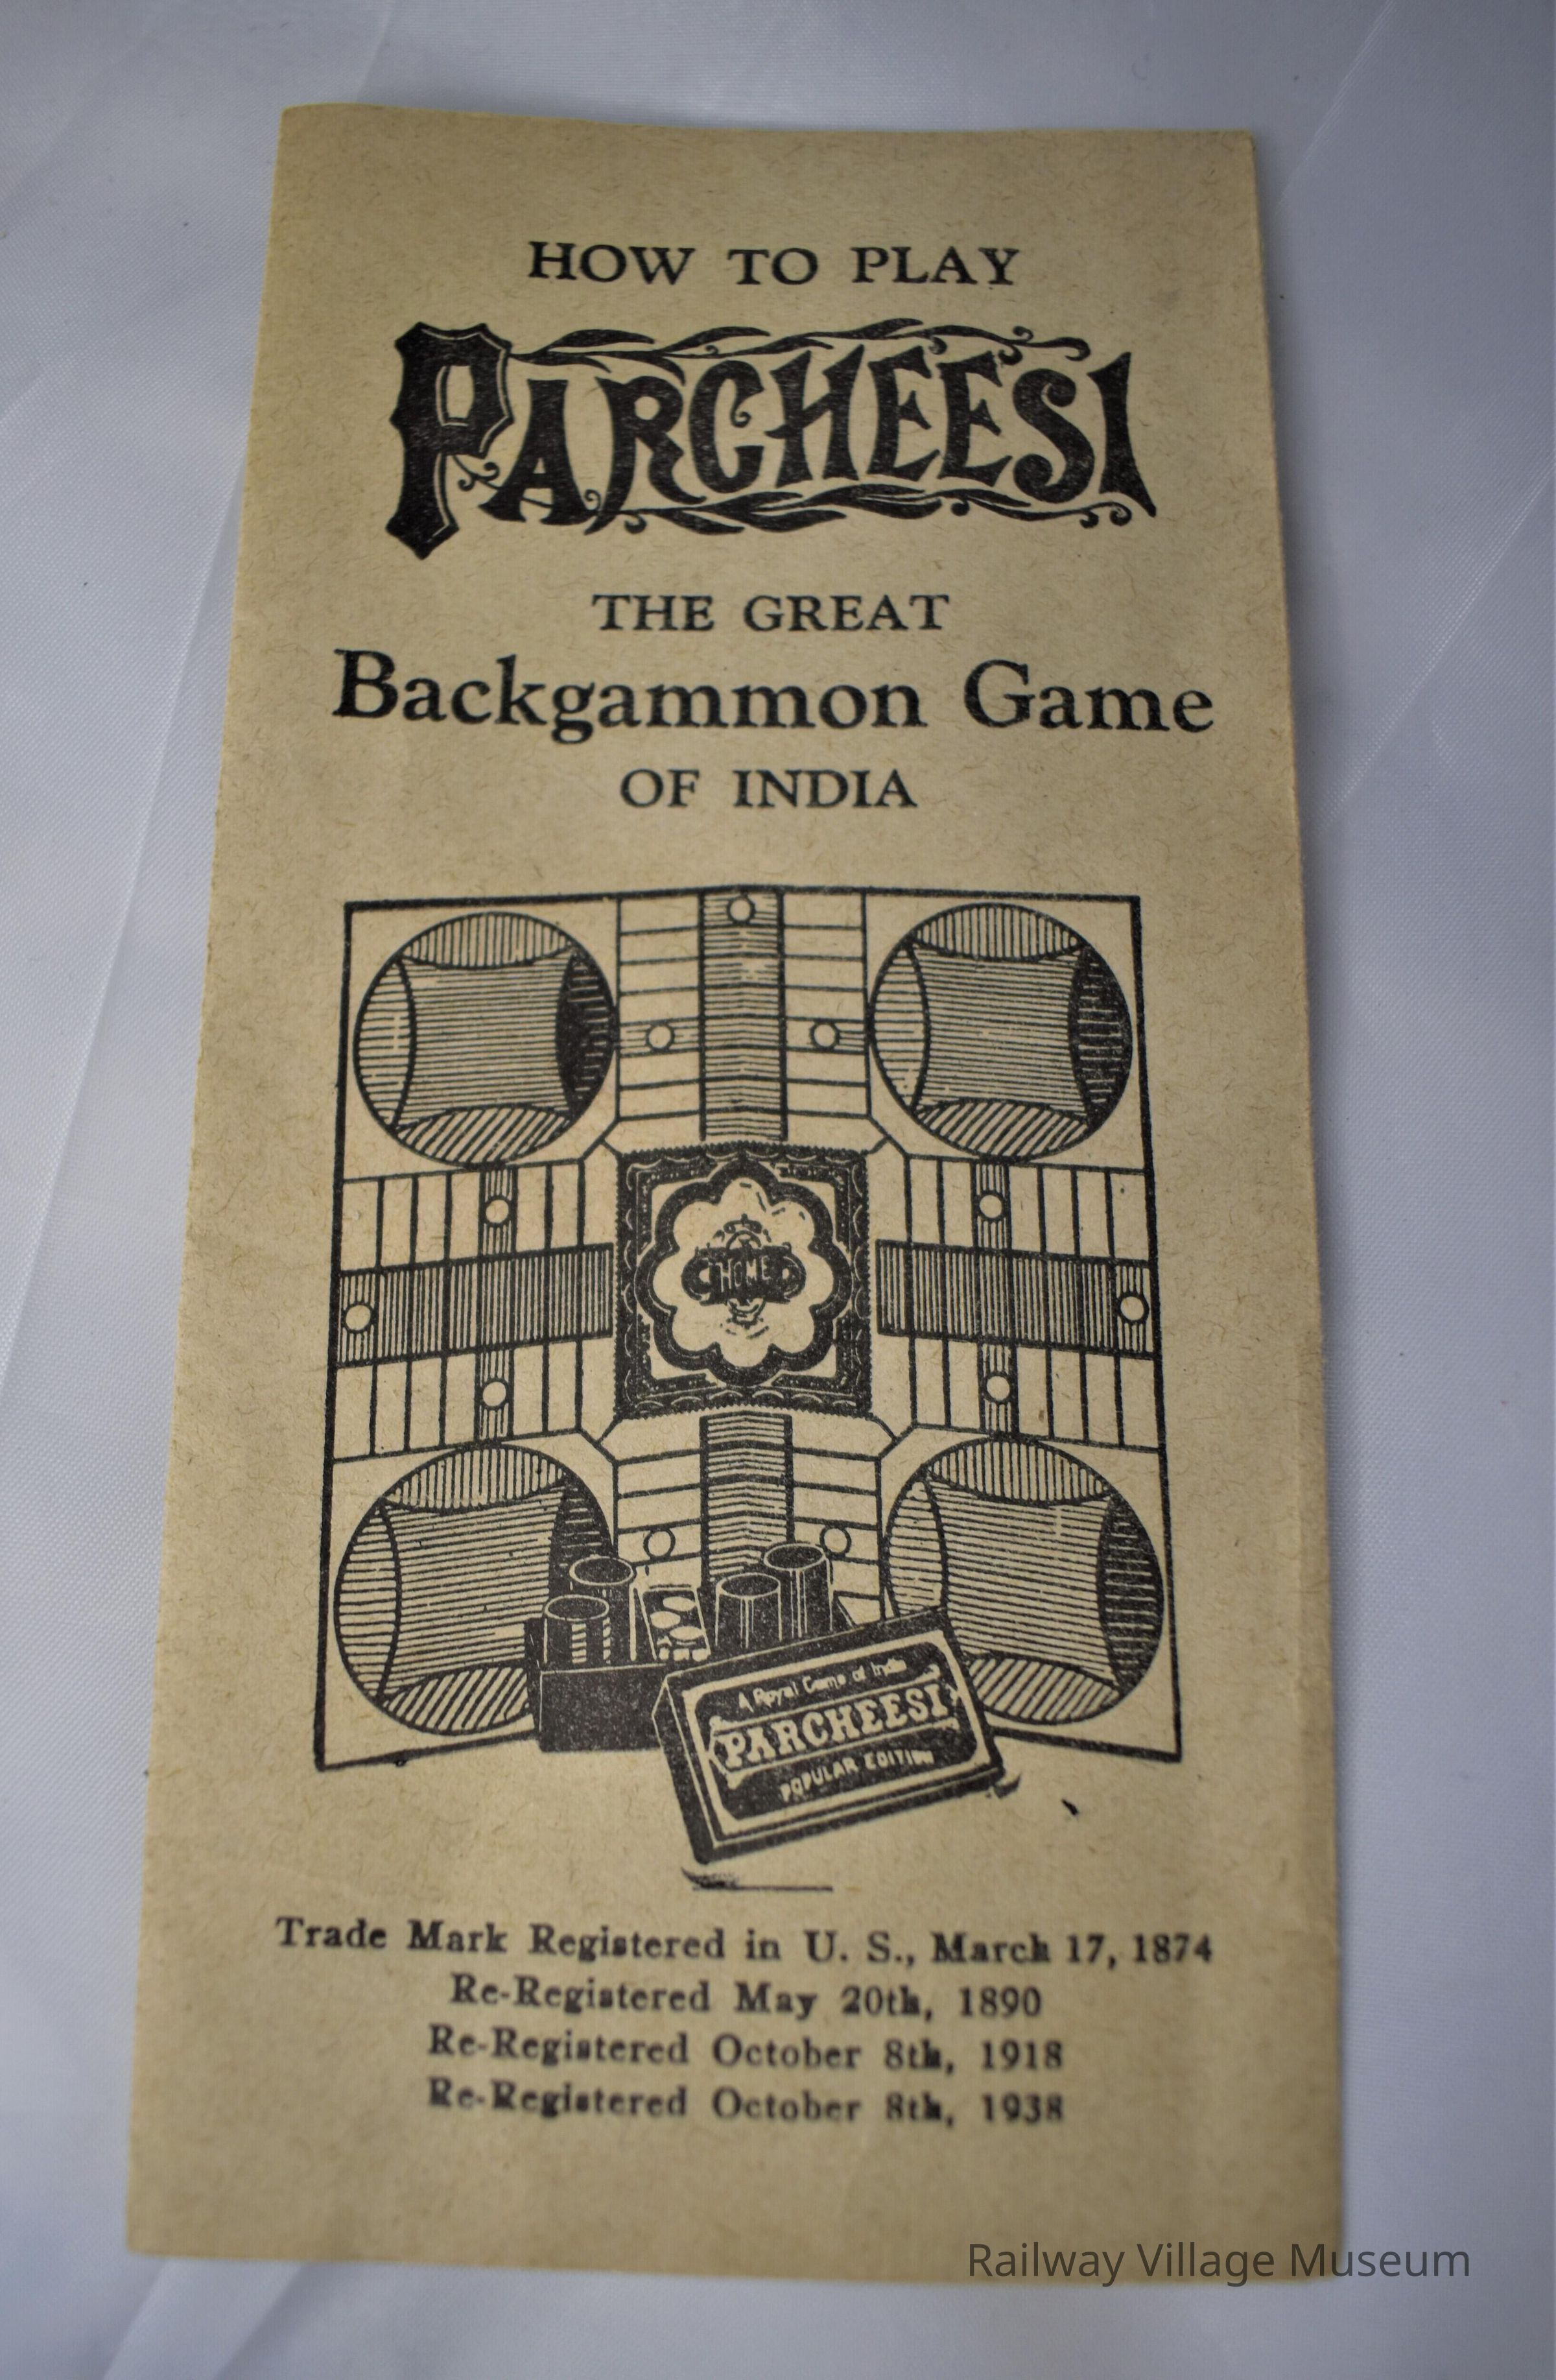 HOW TO PLAY
PARCHEESI
THE GREAT
Backgammon Game
OF INDIA
HOME
A Royal Game of India
PARCHEESI
POPULAR EDITION
Trade Mark Registered in U. S., March 17, 1874
Re-Registered May 20th, 1890
Re-Registered October 8th, 1918
Re-Registered October 8th, 1938
Railway Village Museum